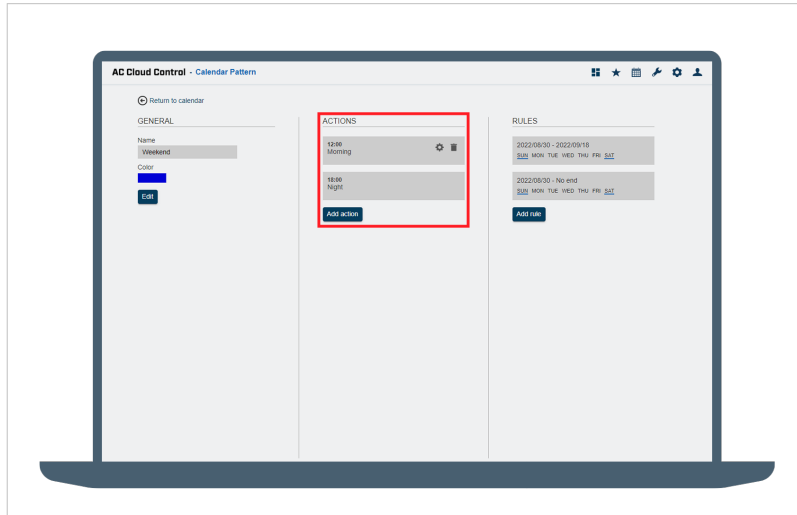 AC Cloud Control - Calendar Pattern
Return to calendar
GENERAL
Name
Weekend
Color
Edit
ACTIONS
12:00
Morning
18:00
Night
Add action
RULES
2022/08/30 - 2022/09/18
SUN MON TUE WED THU FRI SAT
2022/08/30 - No end
SUN MON TUE WED THU FRI SAT
Add rule